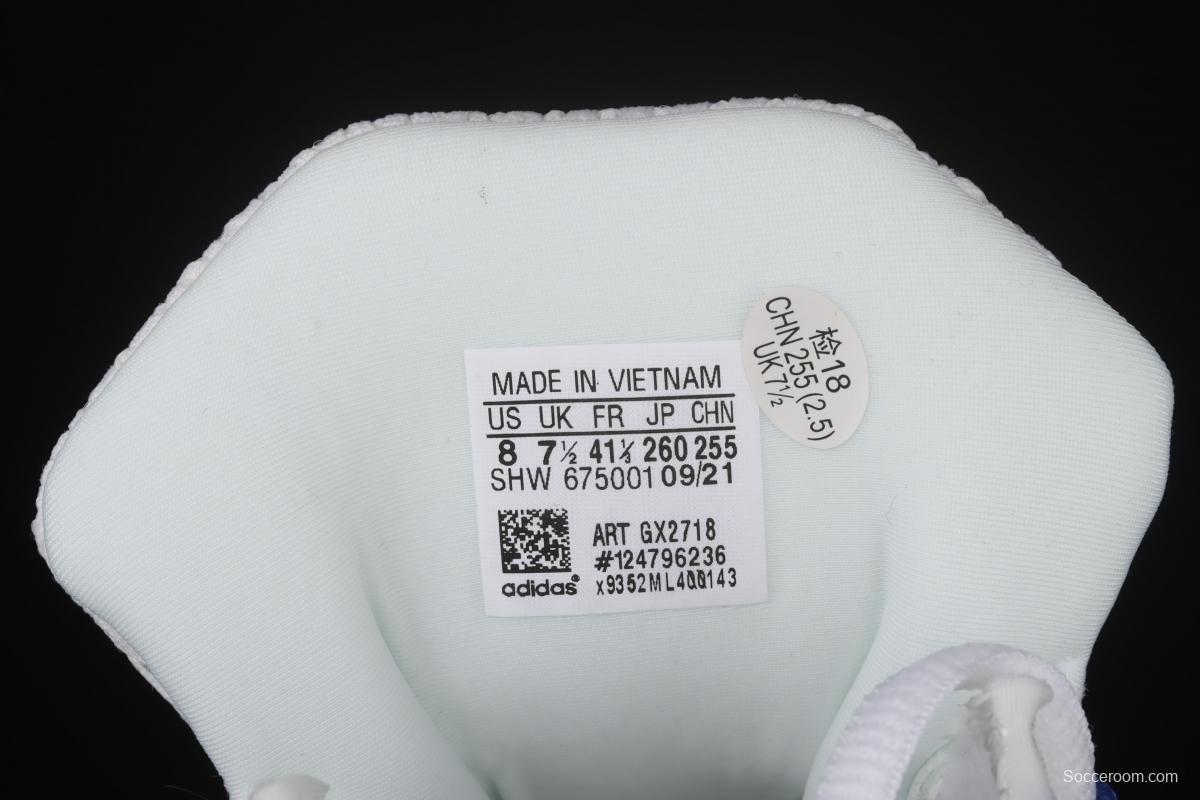 MADE IN VIETNAM
US UK FR JP CHN
8 7½ 41⅓ 260 255
SHW 675001 09/21
ART GX2718
#124796236
x9352ML400143
adidas®
检18
CHN 255 (2.5)
UK 7½
Socceroom.com